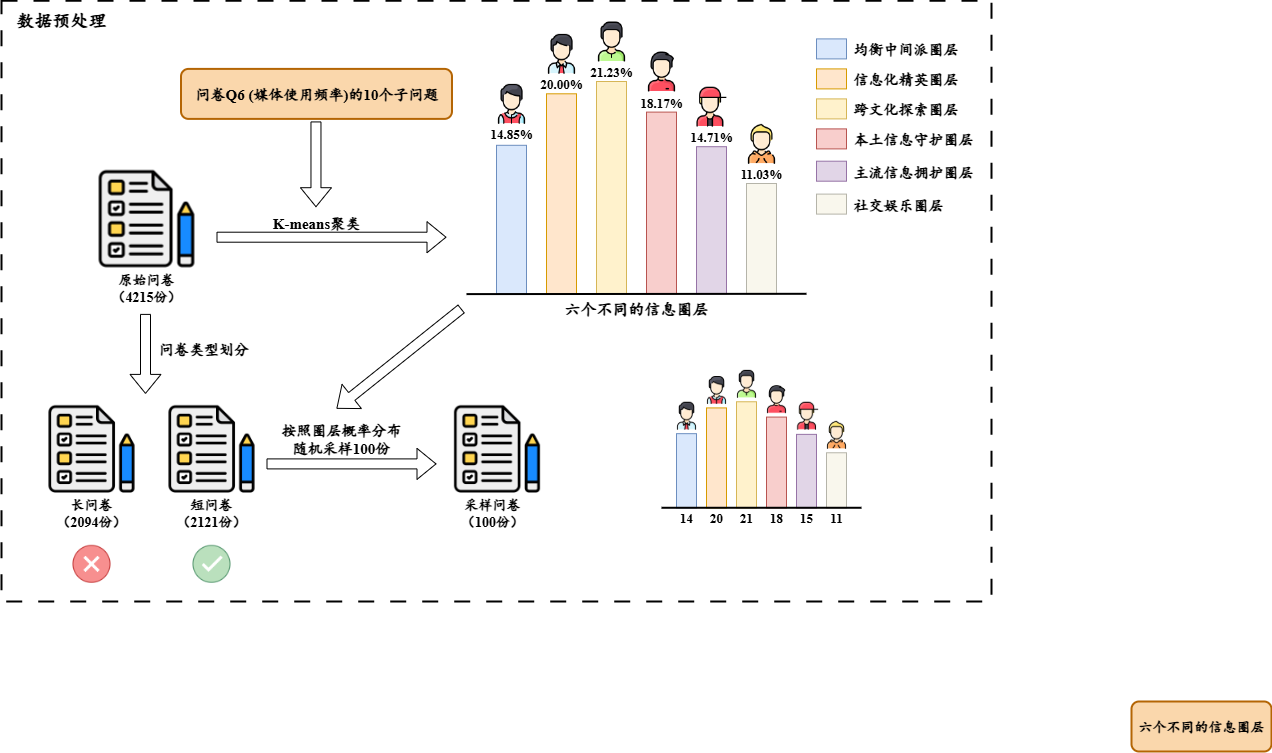 数据预处理
问卷Q6 (媒体使用频率)的10个子问题
14.85%
20.00%
21.23%
18.17%
14.71%
11.03%
均衡中间派圈层
信息化精英圈层
跨文化探索圈层
本土信息守护圈层
主流信息拥护圈层
社交娱乐圈层
K-means聚类
原始问卷
（4215份）
六个不同的信息圈层
问卷类型划分
按照圈层概率分布
随机采样100份
长问卷
（2094份）
短问卷
（2121份）
采样问卷
（100份）
14
20
21
18
15
11
六个不同的信息圈层